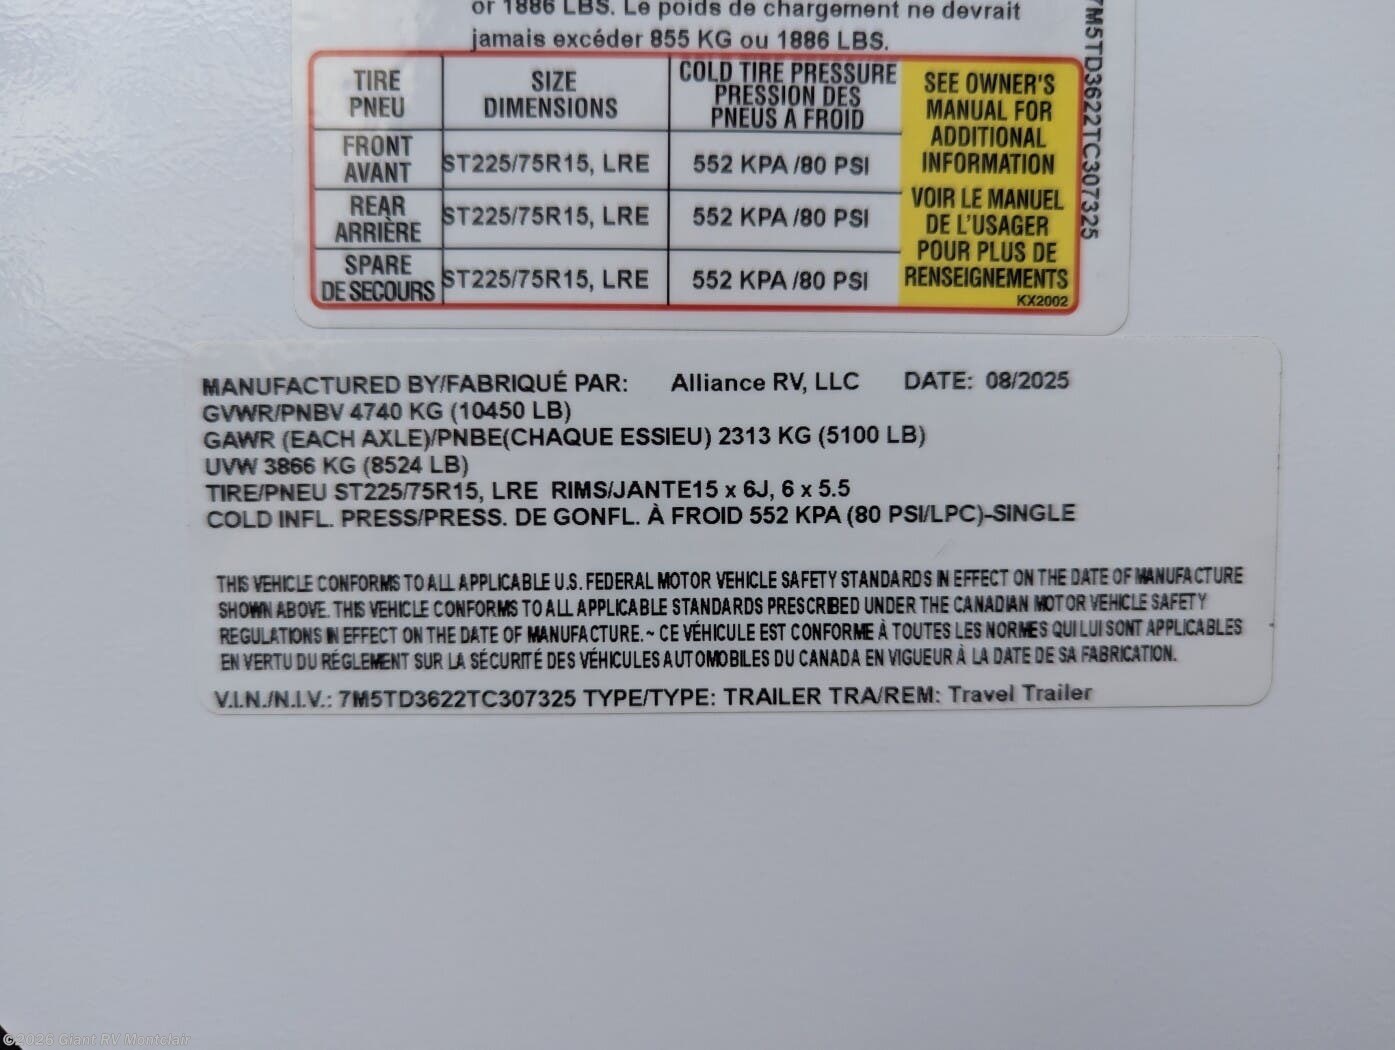 or 1886 LBS. Le poids de chargement ne devrait
jamais excéder 855 KG ou 1886 LBS.
TIRE
PNEU
SIZE
DIMENSIONS
COLD TIRE PRESSURE
PRESSION DES
PNEUS A FROID
FRONT
AVANT
ST225/75R15, LRE
552 KPA /80 PSI
REAR
ARRIÈRE
ST225/75R15, LRE
552 KPA /80 PSI
SPARE
DE SECOURS
ST225/75R15, LRE
552 KPA /80 PSI
SEE OWNER'S
MANUAL FOR
ADDITIONAL
INFORMATION
VOIR LE MANUEL
DE L'USAGER
POUR PLUS DE
RENSEIGNEMENTS
KX2002
7M5TD3622TC307325
MANUFACTURED BY/FABRIQUÉ PAR: Alliance RV, LLC DATE: 08/2025
GVWR/PNBV 4740 KG (10450 LB)
GAWR (EACH AXLE)/PNBE(CHAQUE ESSIEU) 2313 KG (5100 LB)
UVW 3866 KG (8524 LB)
TIRE/PNEU ST225/75R15, LRE RIMS/JANTE15 x 6J, 6 x 5.5
COLD INFL. PRESS/PRESS. DE GONFL. À FROID 552 KPA (80 PSI/LPC)-SINGLE
THIS VEHICLE CONFORMS TO ALL APPLICABLE U.S. FEDERAL MOTOR VEHICLE SAFETY STANDARDS IN EFFECT ON THE DATE OF MANUFACTURE
SHOWN ABOVE. THIS VEHICLE CONFORMS TO ALL APPLICABLE STANDARDS PRESCRIBED UNDER THE CANADIAN MOTOR VEHICLE SAFETY
REGULATIONS IN EFFECT ON THE DATE OF MANUFACTURE. ~ CE VÉHICULE EST CONFORME À TOUTES LES NORMES QUI LUI SONT APPLICABLES
EN VERTU DU RÉGLEMENT SUR LA SÉCURITÉ DES VÉHICULES AUTOMOBILES DU CANADA EN VIGUEUR À LA DATE DE SA FABRICATION.
V.I.N./N.I.V.: 7M5TD3622TC307325 TYPE/TYPE: TRAILER TRA/REM: Travel Trailer
©2026 Giant RV Montclair